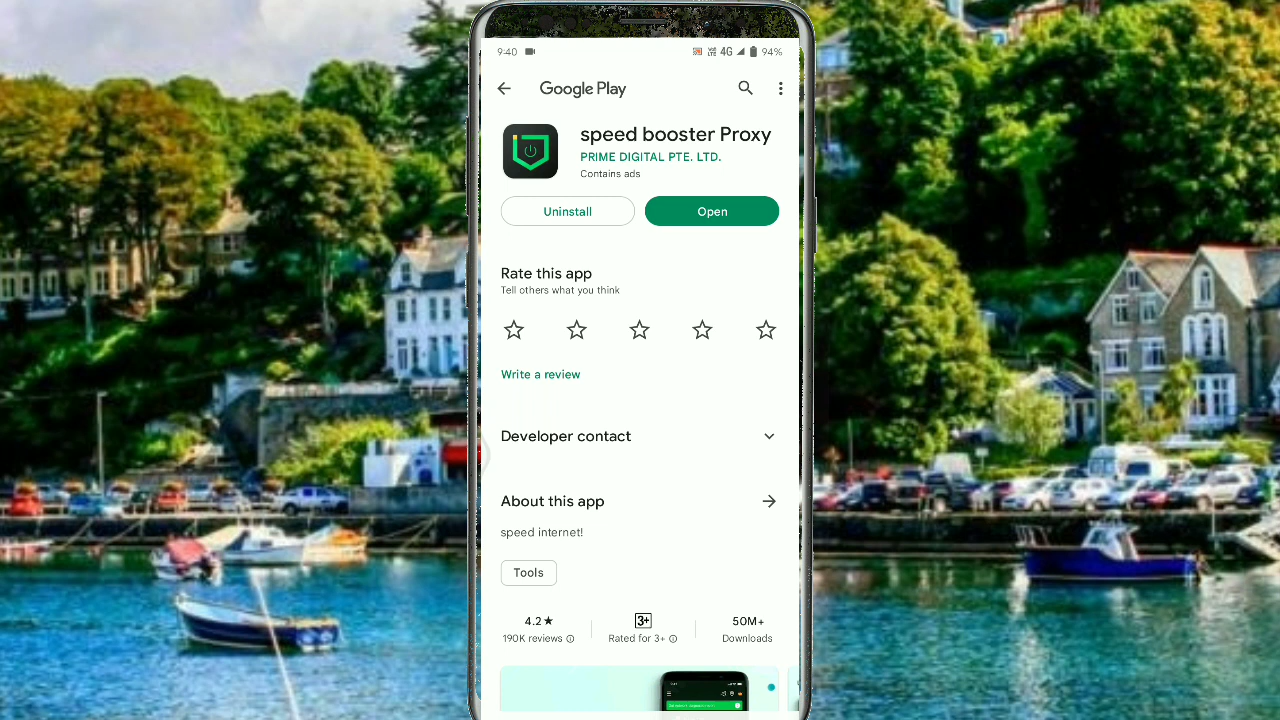 9:40
4G 94%
Google Play
speed booster Proxy
PRIME DIGITAL PTE. LTD.
Contains ads
Uninstall
Open
Rate this app
Tell others what you think
Write a review
Developer contact
About this app
speed internet!
Tools
4.2★
3+
50M+
190K reviews
Rated for 3+
Downloads